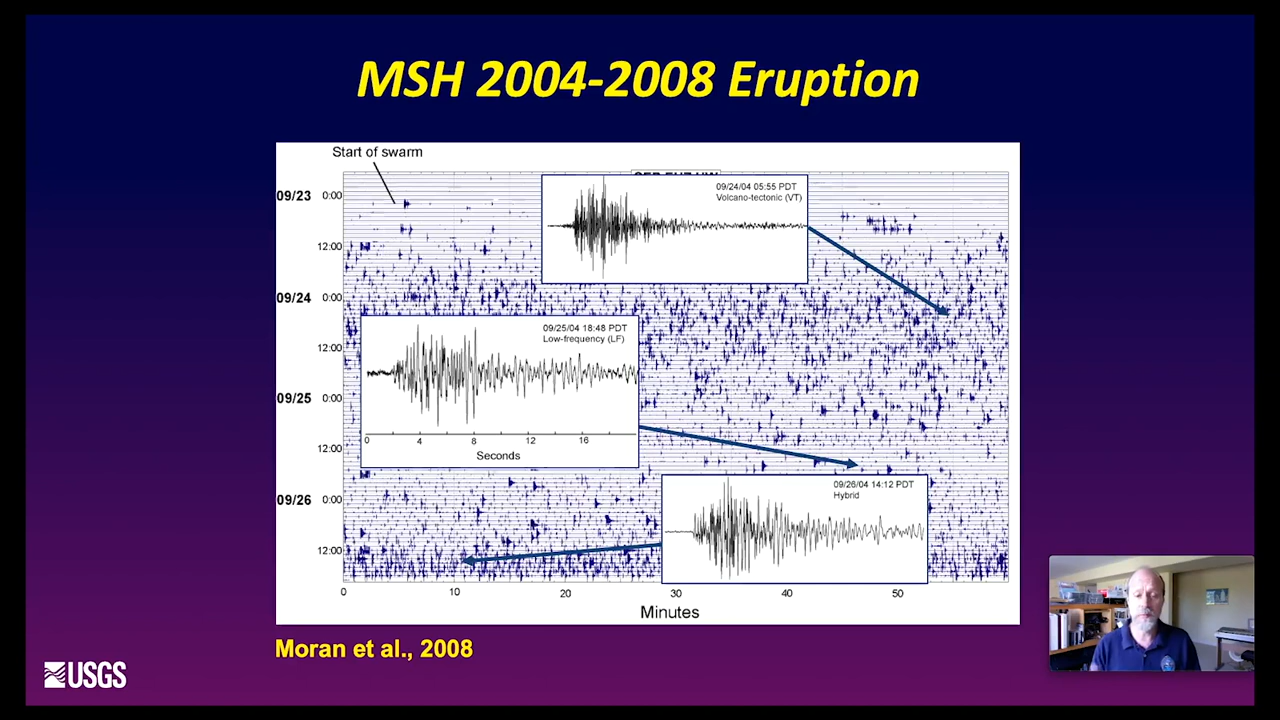 MSH 2004-2008 Eruption
Start of swarm
09/23 0:00
12:00
09/24 0:00
12:00
09/25 0:00
12:00
09/26 0:00
12:00
09/24/04 05:55 PDT
Volcano-tectonic (VT)
09/25/04 18:48 PDT
Low-frequency (LF)
0 4 8 12 16
Seconds
09/26/04 14:12 PDT
Hybrid
0 10 20 30 40 50
Minutes
Moran et al., 2008
USGS